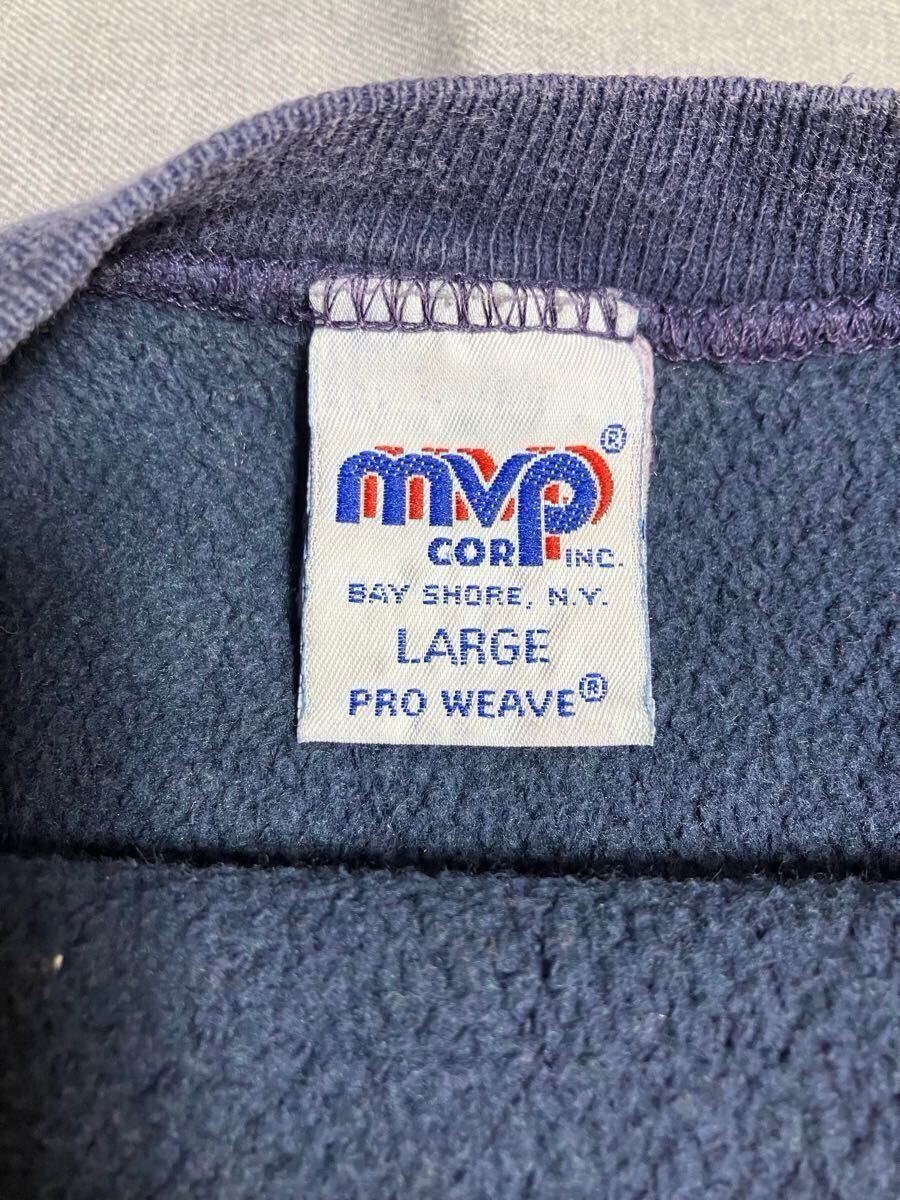 mvp®
CORP INC.
BAY SHORE, N.Y.
LARGE
PRO WEAVE®